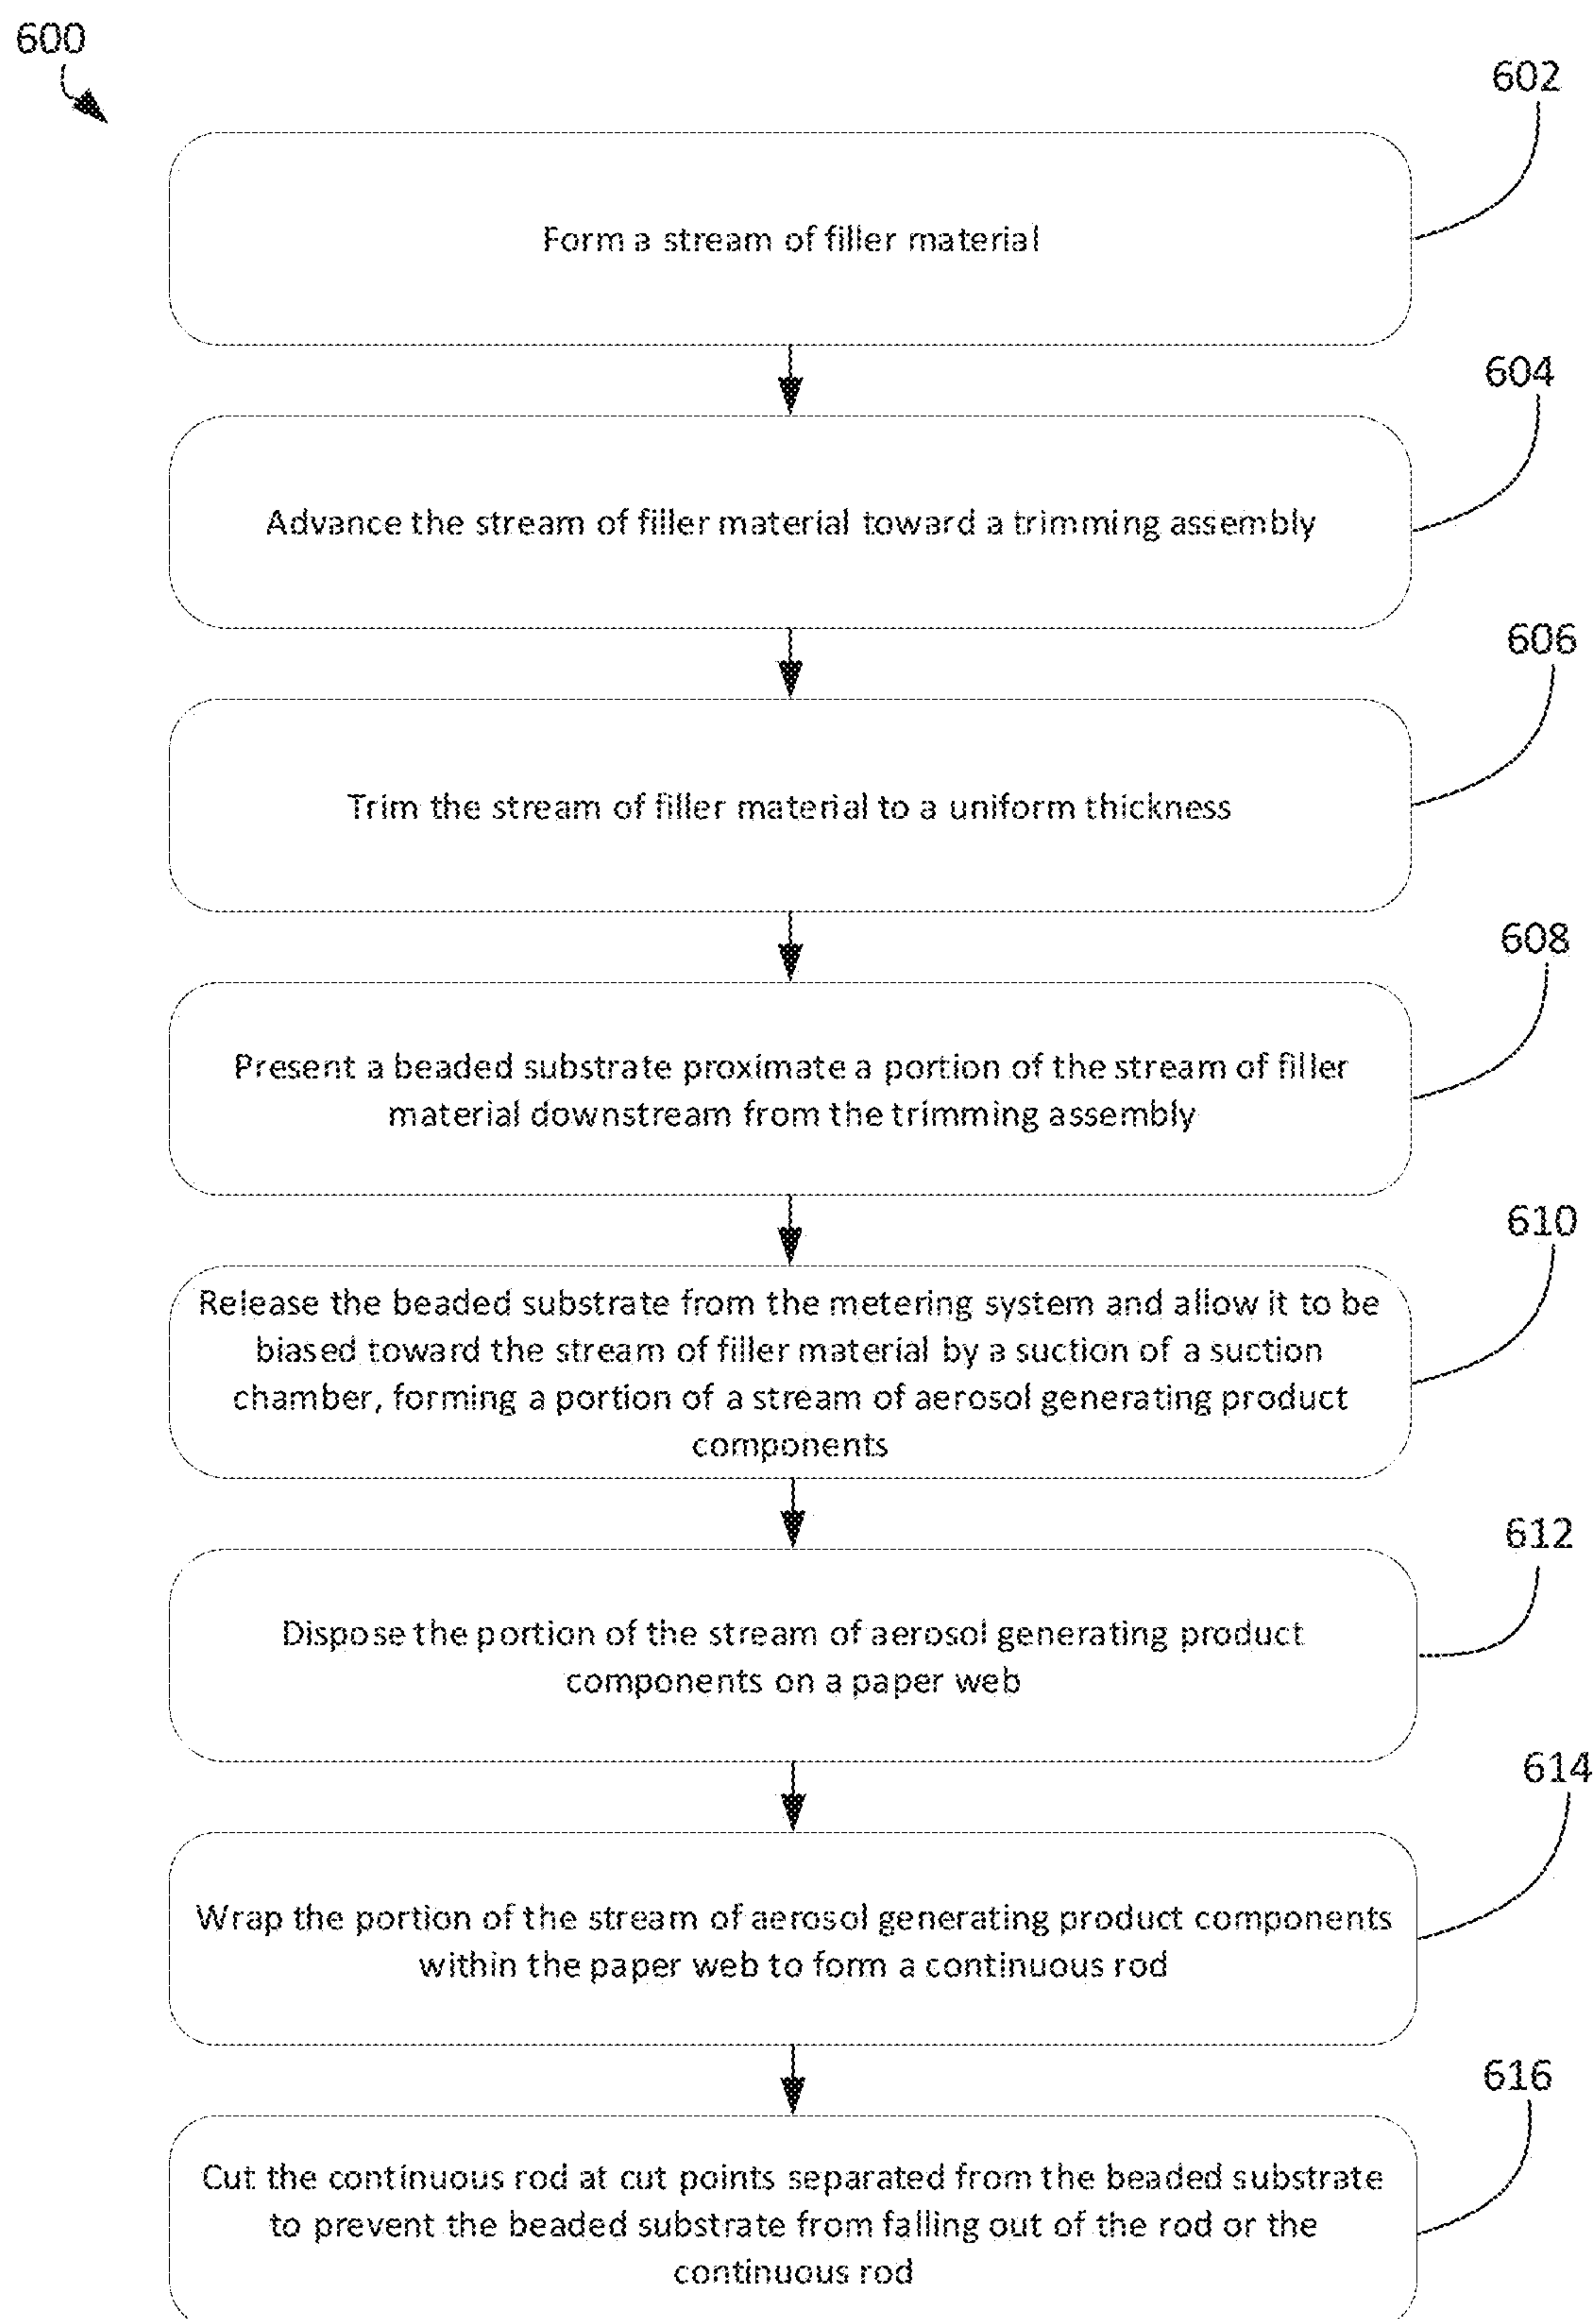 600
602
Form a stream of filler material
604
Advance the stream of filler material toward a trimming assembly
606
Trim the stream of filler material to a uniform thickness
608
Present a beaded substrate proximate a portion of the stream of filler
material downstream from the trimming assembly
610
Release the beaded substrate from the metering system and allow it to be
biased toward the stream of filler material by a suction of a suction
chamber, forming a portion of a stream of aerosol generating product
components
612
Dispose the portion of the stream of aerosol generating product
components on a paper web
614
Wrap the portion of the stream of aerosol generating product components
within the paper web to form a continuous rod
616
Cut the continuous rod at cut points separated from the beaded substrate
to prevent the beaded substrate from falling out of the rod or the
continuous rod